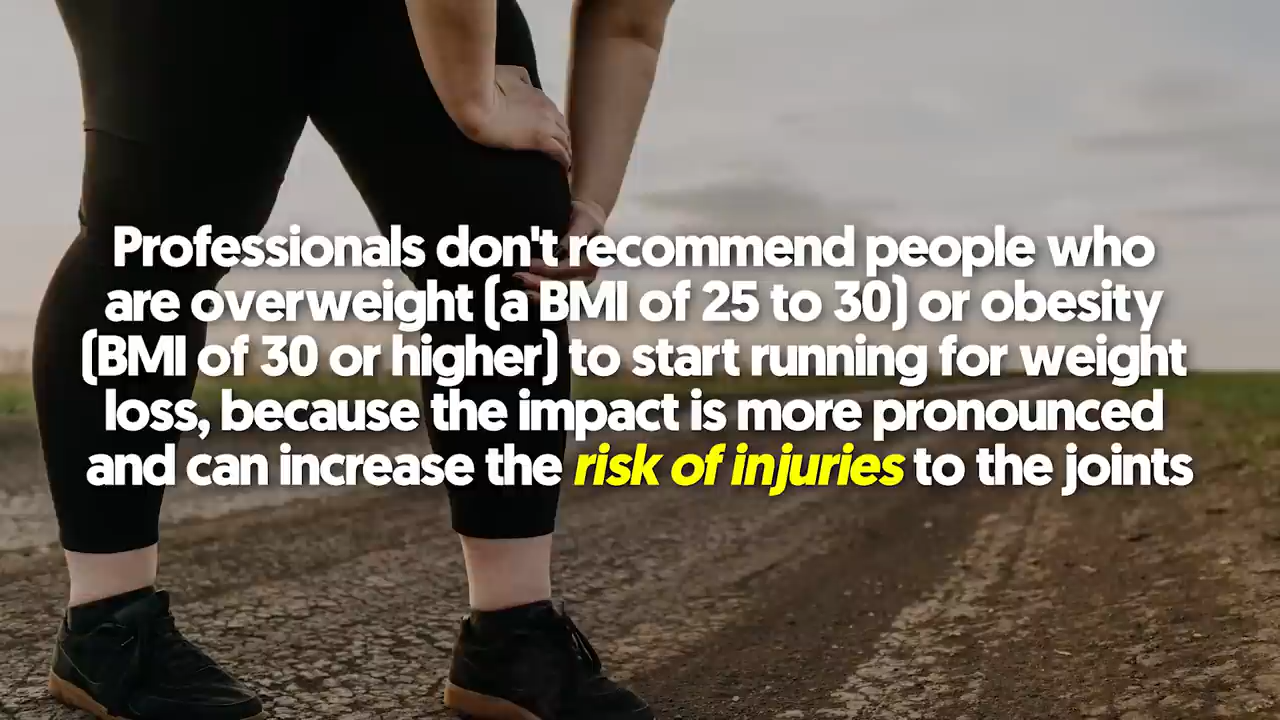 Professionals don't recommend people who
are overweight (a BMI of 25 to 30) or obesity
(BMI of 30 or higher) to start running for weight
loss, because the impact is more pronounced
and can increase the risk of injuries to the joints